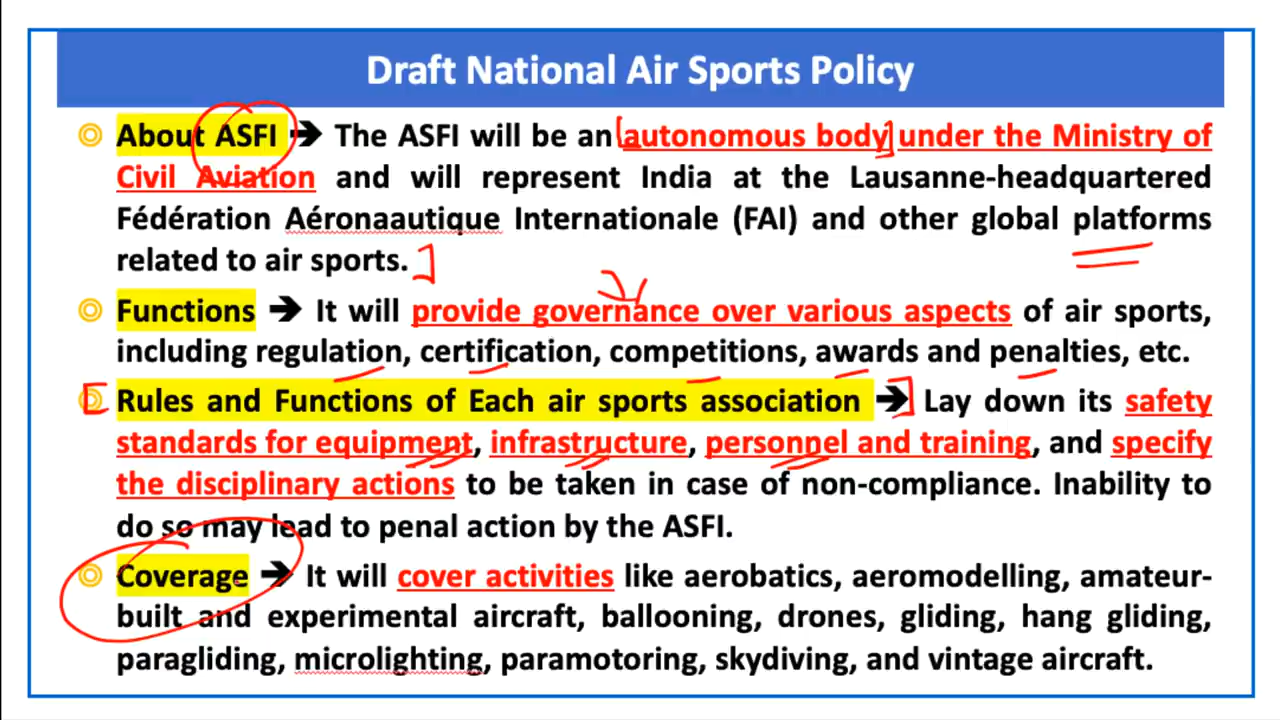 Draft National Air Sports Policy
About ASFI → The ASFI will be an autonomous body under the Ministry of
Civil Aviation and will represent India at the Lausanne-headquartered
Fédération Aéronaautique Internationale (FAI) and other global platforms
related to air sports.
Functions → It will provide governance over various aspects of air sports,
including regulation, certification, competitions, awards and penalties, etc.
Rules and Functions of Each air sports association → Lay down its safety
standards for equipment, infrastructure, personnel and training, and specify
the disciplinary actions to be taken in case of non-compliance. Inability to
do so may lead to penal action by the ASFI.
Coverage → It will cover activities like aerobatics, aeromodelling, amateur-
built and experimental aircraft, ballooning, drones, gliding, hang gliding,
paragliding, microlighting, paramotoring, skydiving, and vintage aircraft.